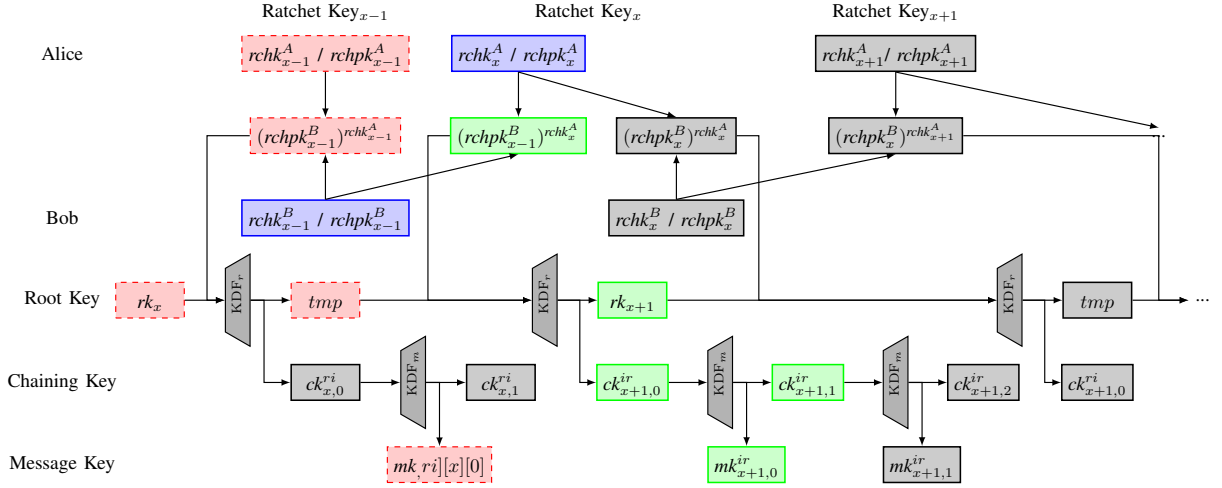 Ratchet Key_{x−1} Ratchet Key_x Ratchet Key_{x+1}
Alice rchk^A_{x−1} / rchpk^A_{x−1} rchk^A_x / rchpk^A_x rchk^A_{x+1}/ rchpk^A_{x+1}
(rchpk^B_{x−1})^{rchk^A_{x−1}} (rchpk^B_{x−1})^{rchk^A_x} (rchpk^B_x)^{rchk^A_x} (rchpk^B_x)^{rchk^A_{x+1}} ...
Bob rchk^B_{x−1} / rchpk^B_{x−1} rchk^B_x / rchpk^B_x
Root Key rk_x KDF_r tmp KDF_r rk_{x+1} KDF_r tmp ...
Chaining Key ck^{ri}_{x,0} KDF_m ck^{ri}_{x,1} ck^{ir}_{x+1,0} KDF_m ck^{ir}_{x+1,1} KDF_m ck^{ir}_{x+1,2} ck^{ri}_{x+1,0}
Message Key mk_,ri][x][0] mk^{ir}_{x+1,0} mk^{ir}_{x+1,1}